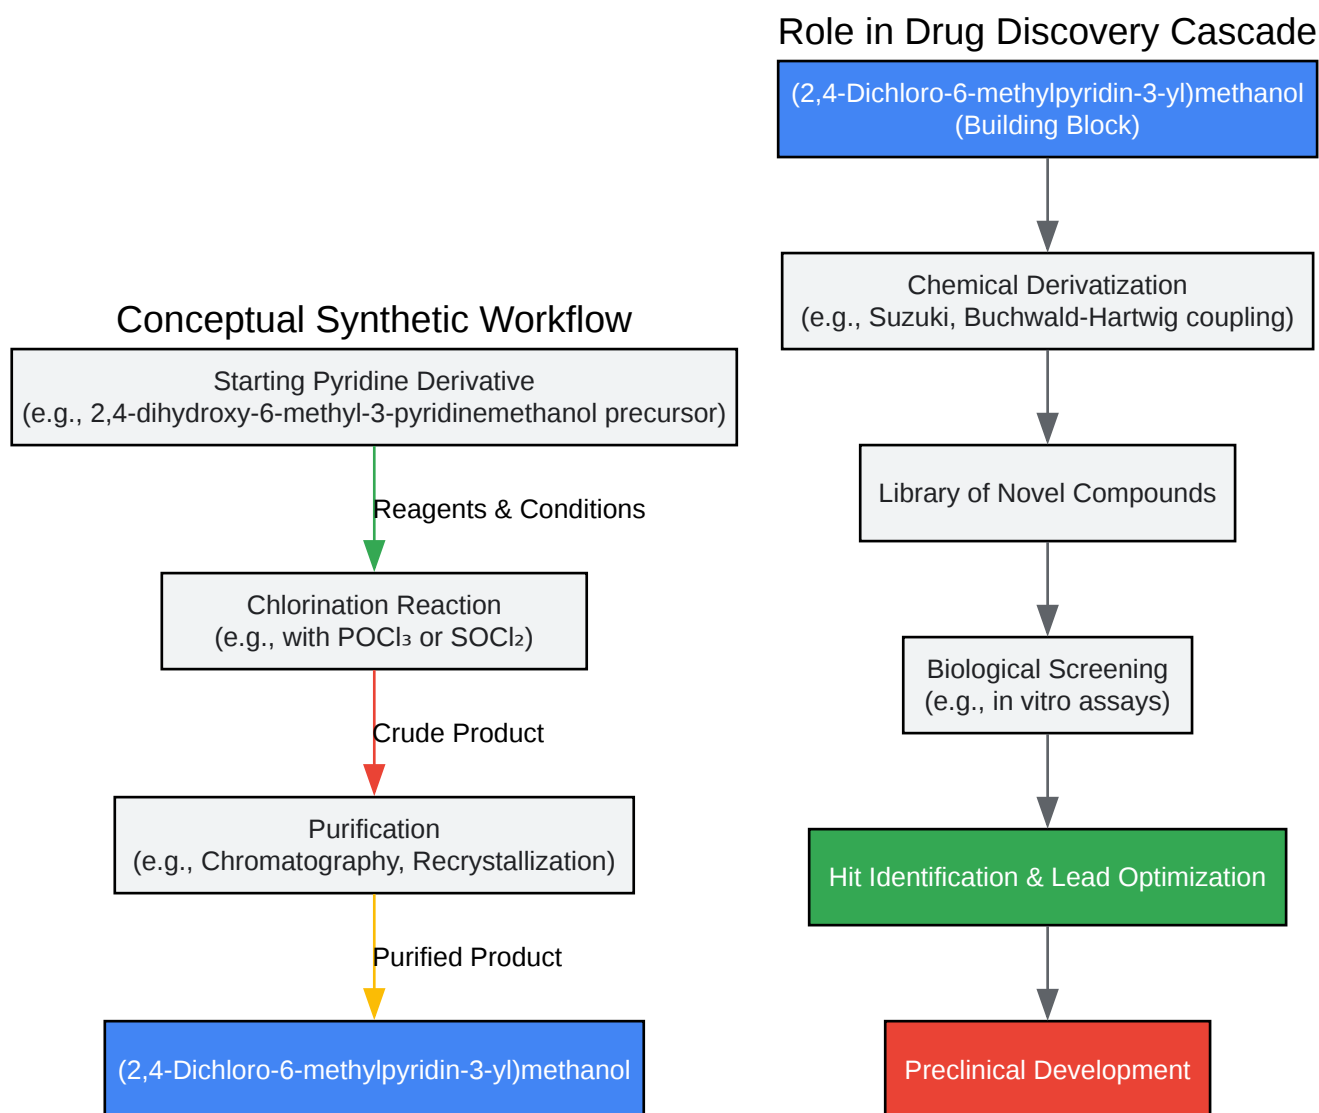 Conceptual Synthetic Workflow
Starting Pyridine Derivative
(e.g., 2,4-dihydroxy-6-methyl-3-pyridinemethanol precursor)
Reagents & Conditions
Chlorination Reaction
(e.g., with POCl₃ or SOCl₂)
Crude Product
Purification
(e.g., Chromatography, Recrystallization)
Purified Product
(2,4-Dichloro-6-methylpyridin-3-yl)methanol
Role in Drug Discovery Cascade
(2,4-Dichloro-6-methylpyridin-3-yl)methanol
(Building Block)
Chemical Derivatization
(e.g., Suzuki, Buchwald-Hartwig coupling)
Library of Novel Compounds
Biological Screening
(e.g., in vitro assays)
Hit Identification & Lead Optimization
Preclinical Development